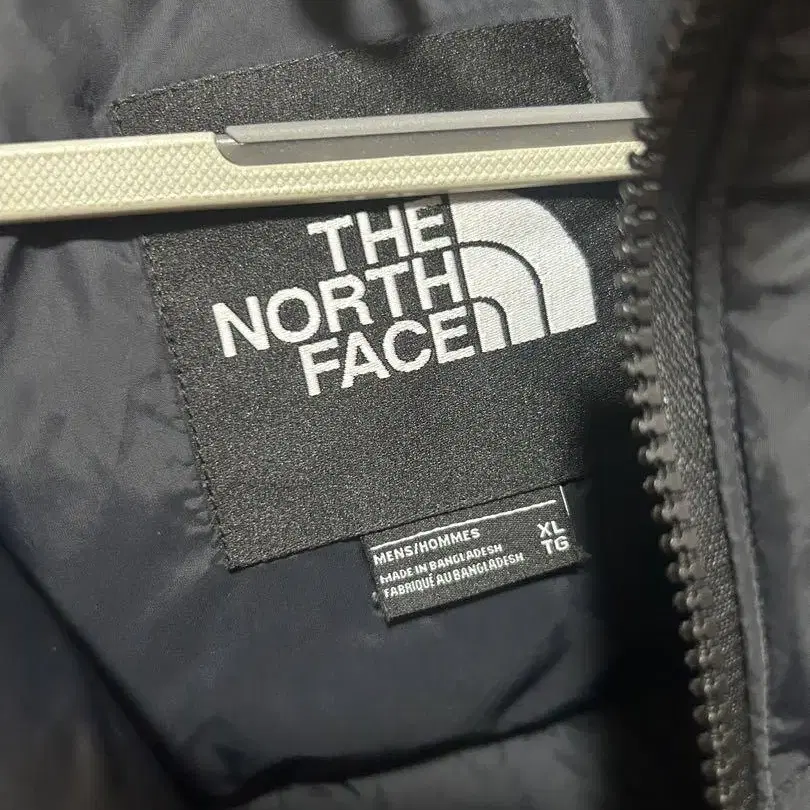 THE
NORTH
FACE
MENS/HOMMES XL
MADE IN BANGLADESH TG
FABRIQUÉ AU BANGLADESH